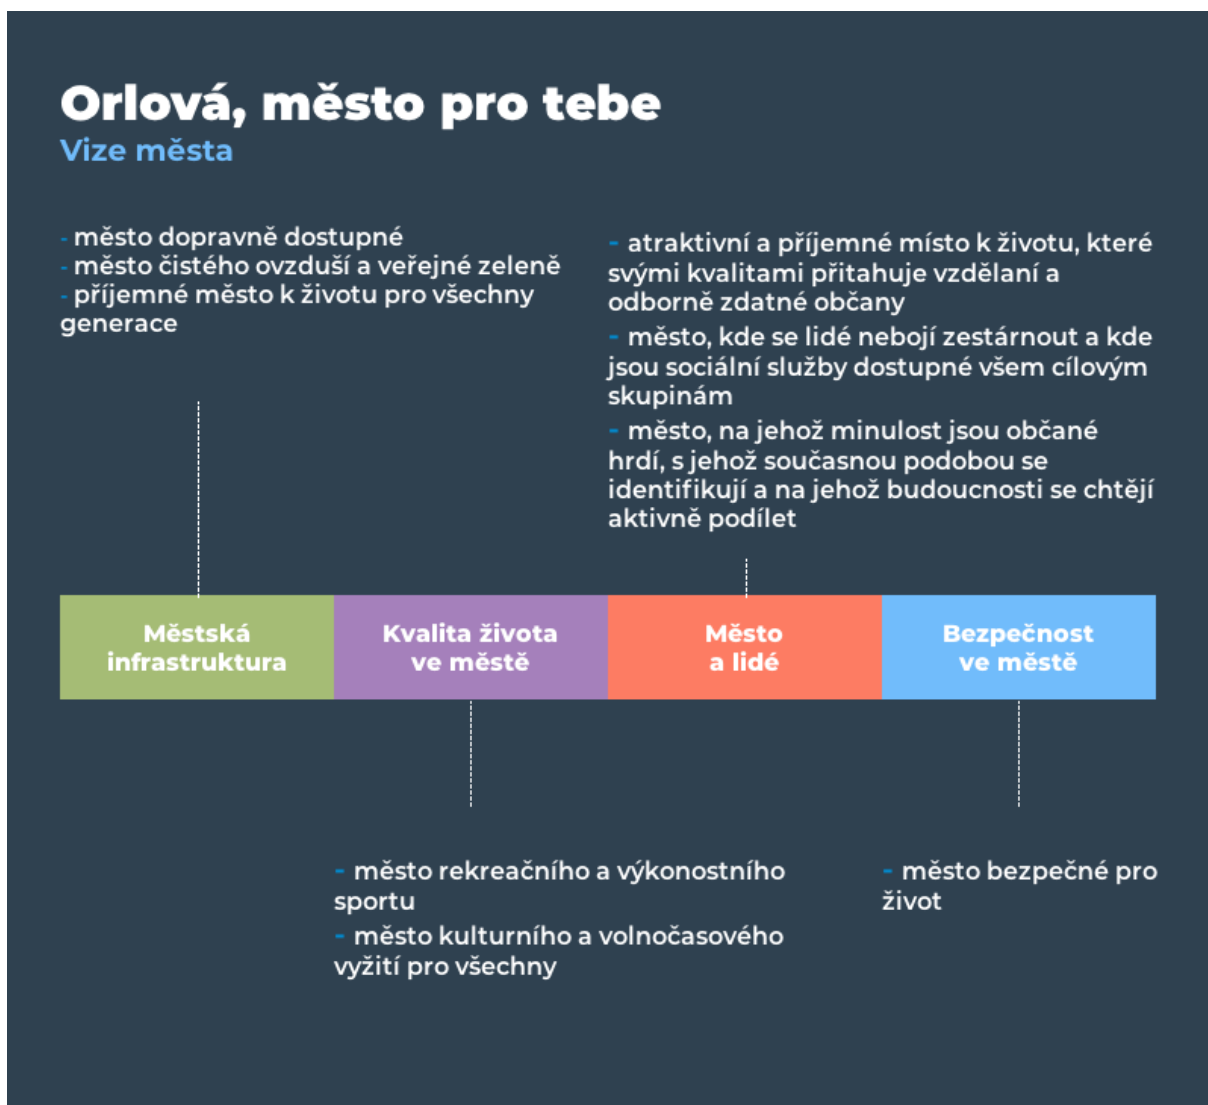 Orlová, město pro tebe
Vize města
- město dopravně dostupné
- město čistého ovzduší a veřejné zeleně
- příjemné město k životu pro všechny
generace
- atraktivní a příjemné místo k životu, které
svými kvalitami přitahuje vzdělaní a
odborně zdatné občany
- město, kde se lidé nebojí zestárnout a kde
jsou sociální služby dostupné všem cílovým
skupinám
- město, na jehož minulost jsou občané
hrdí, s jehož současnou podobou se
identifikují a na jehož budoucnosti se chtějí
aktivně podílet
Městská
infrastruktura
Kvalita života
ve městě
Město
a lidé
Bezpečnost
ve městě
- město rekreačního a výkonostního
sportu
- město kulturního a volnočasového
vyžití pro všechny
- město bezpečné pro
život